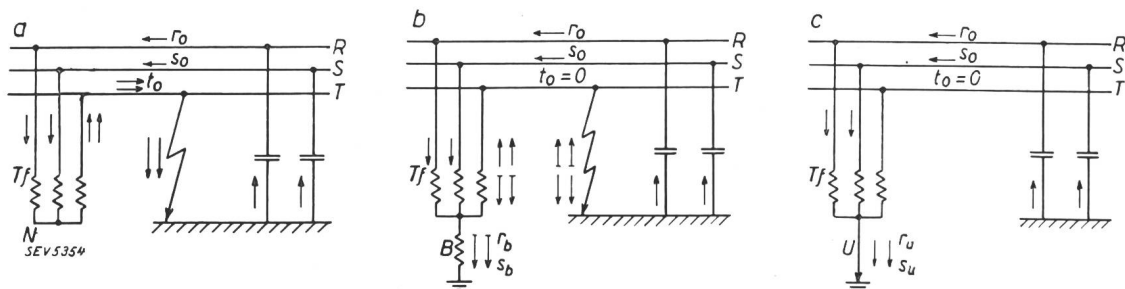 a
r₀
R
s₀
S
t₀
T
Tf
N
SEV5354
b
r₀
R
s₀
S
t₀ = 0
T
Tf
B
r_b
s_b
c
r₀
R
s₀
S
t₀ = 0
T
Tf
U
r_u
s_u